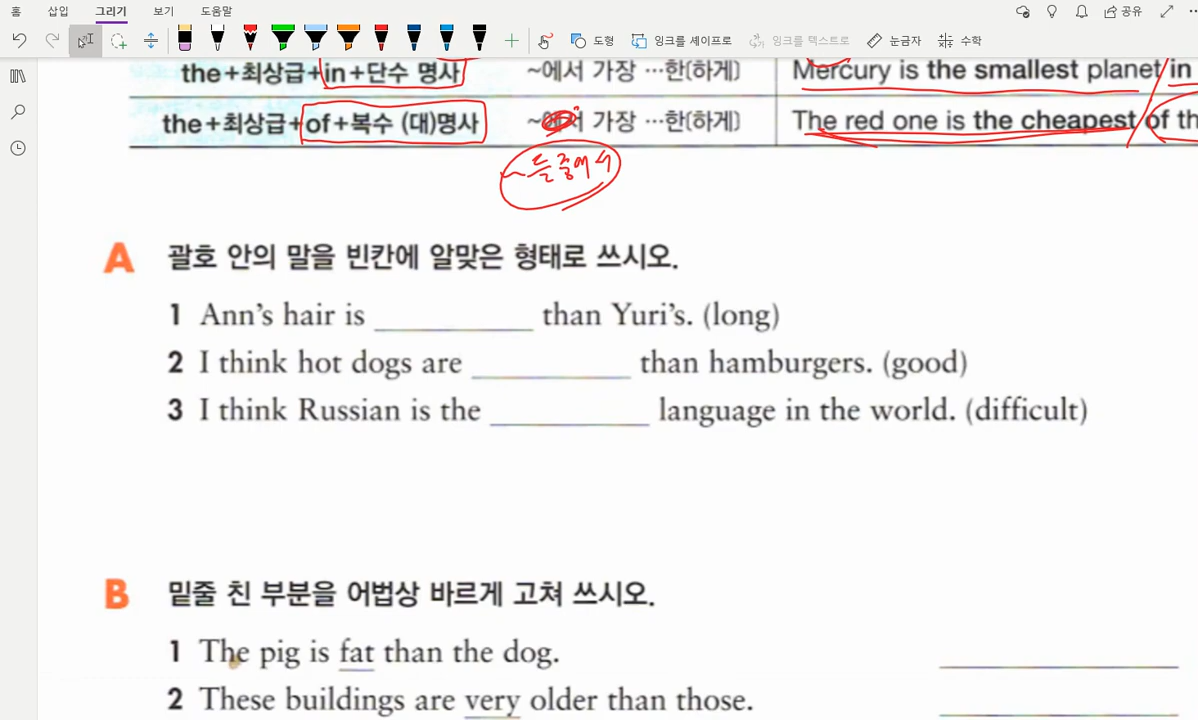 홈 삽입 그리기 보기 도움말
공유
도형 잉크를 셰이프로 잉크를 텍스트로 눈금자 수학
the+최상급+in+단수 명사 ~에서 가장 …한(하게) Mercury is the smallest planet in
the+최상급+of+복수 (대)명사 ~에서 가장 …한(하게) The red one is the cheapest of th
~들 중에서
A 괄호 안의 말을 빈칸에 알맞은 형태로 쓰시오.
1 Ann's hair is __________ than Yuri's. (long)
2 I think hot dogs are __________ than hamburgers. (good)
3 I think Russian is the __________ language in the world. (difficult)
B 밑줄 친 부분을 어법상 바르게 고쳐 쓰시오.
1 The pig is fat than the dog. __________
2 These buildings are very older than those. __________